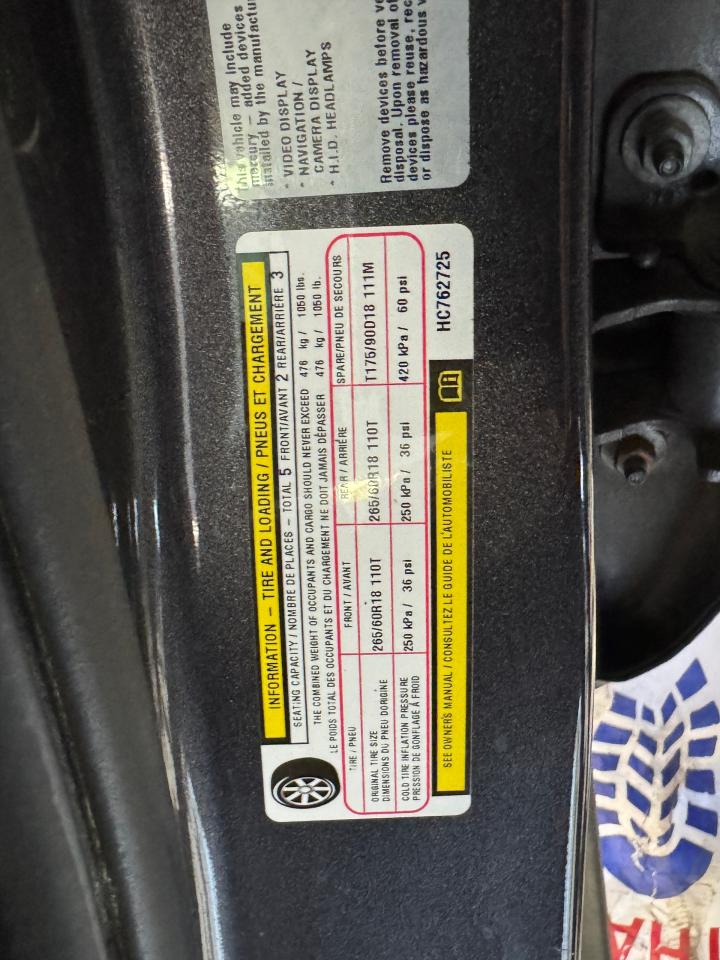 INFORMATION – TIRE AND LOADING / PNEUS ET CHARGEMENT
SEATING CAPACITY / NOMBRE DE PLACES – TOTAL 5 FRONT/AVANT 2 REAR/ARRIÈRE 3
THE COMBINED WEIGHT OF OCCUPANTS AND CARGO SHOULD NEVER EXCEED 476 kg / 1050 lbs.
LE POIDS TOTAL DES OCCUPANTS ET DU CHARGEMENT NE DOIT JAMAIS DÉPASSER 476 kg / 1050 lb.
TIRE / PNEU FRONT / AVANT REAR / ARRIÈRE SPARE/PNEU DE SECOURS
ORIGINAL TIRE SIZE
DIMENSIONS DU PNEU DORIGINE
265/60R18 110T 265/60R18 110T T175/90D18 111M
COLD TIRE INFLATION PRESSURE
PRESSION DE GONFLAGE À FROID
250 kPa / 36 psi 250 kPa / 36 psi 420 kPa / 60 psi
SEE OWNERS MANUAL / CONSULTEZ LE GUIDE DE L'AUTOMOBILISTE
HC762725
This vehicle may include
mercury – added devices
installed by the manufactu
* VIDEO DISPLAY
* NAVIGATION /
CAMERA DISPLAY
* H.I.D. HEADLAMPS
Remove devices before ve
disposal. Upon removal of
devices please reuse, rec
or dispose as hazardous w